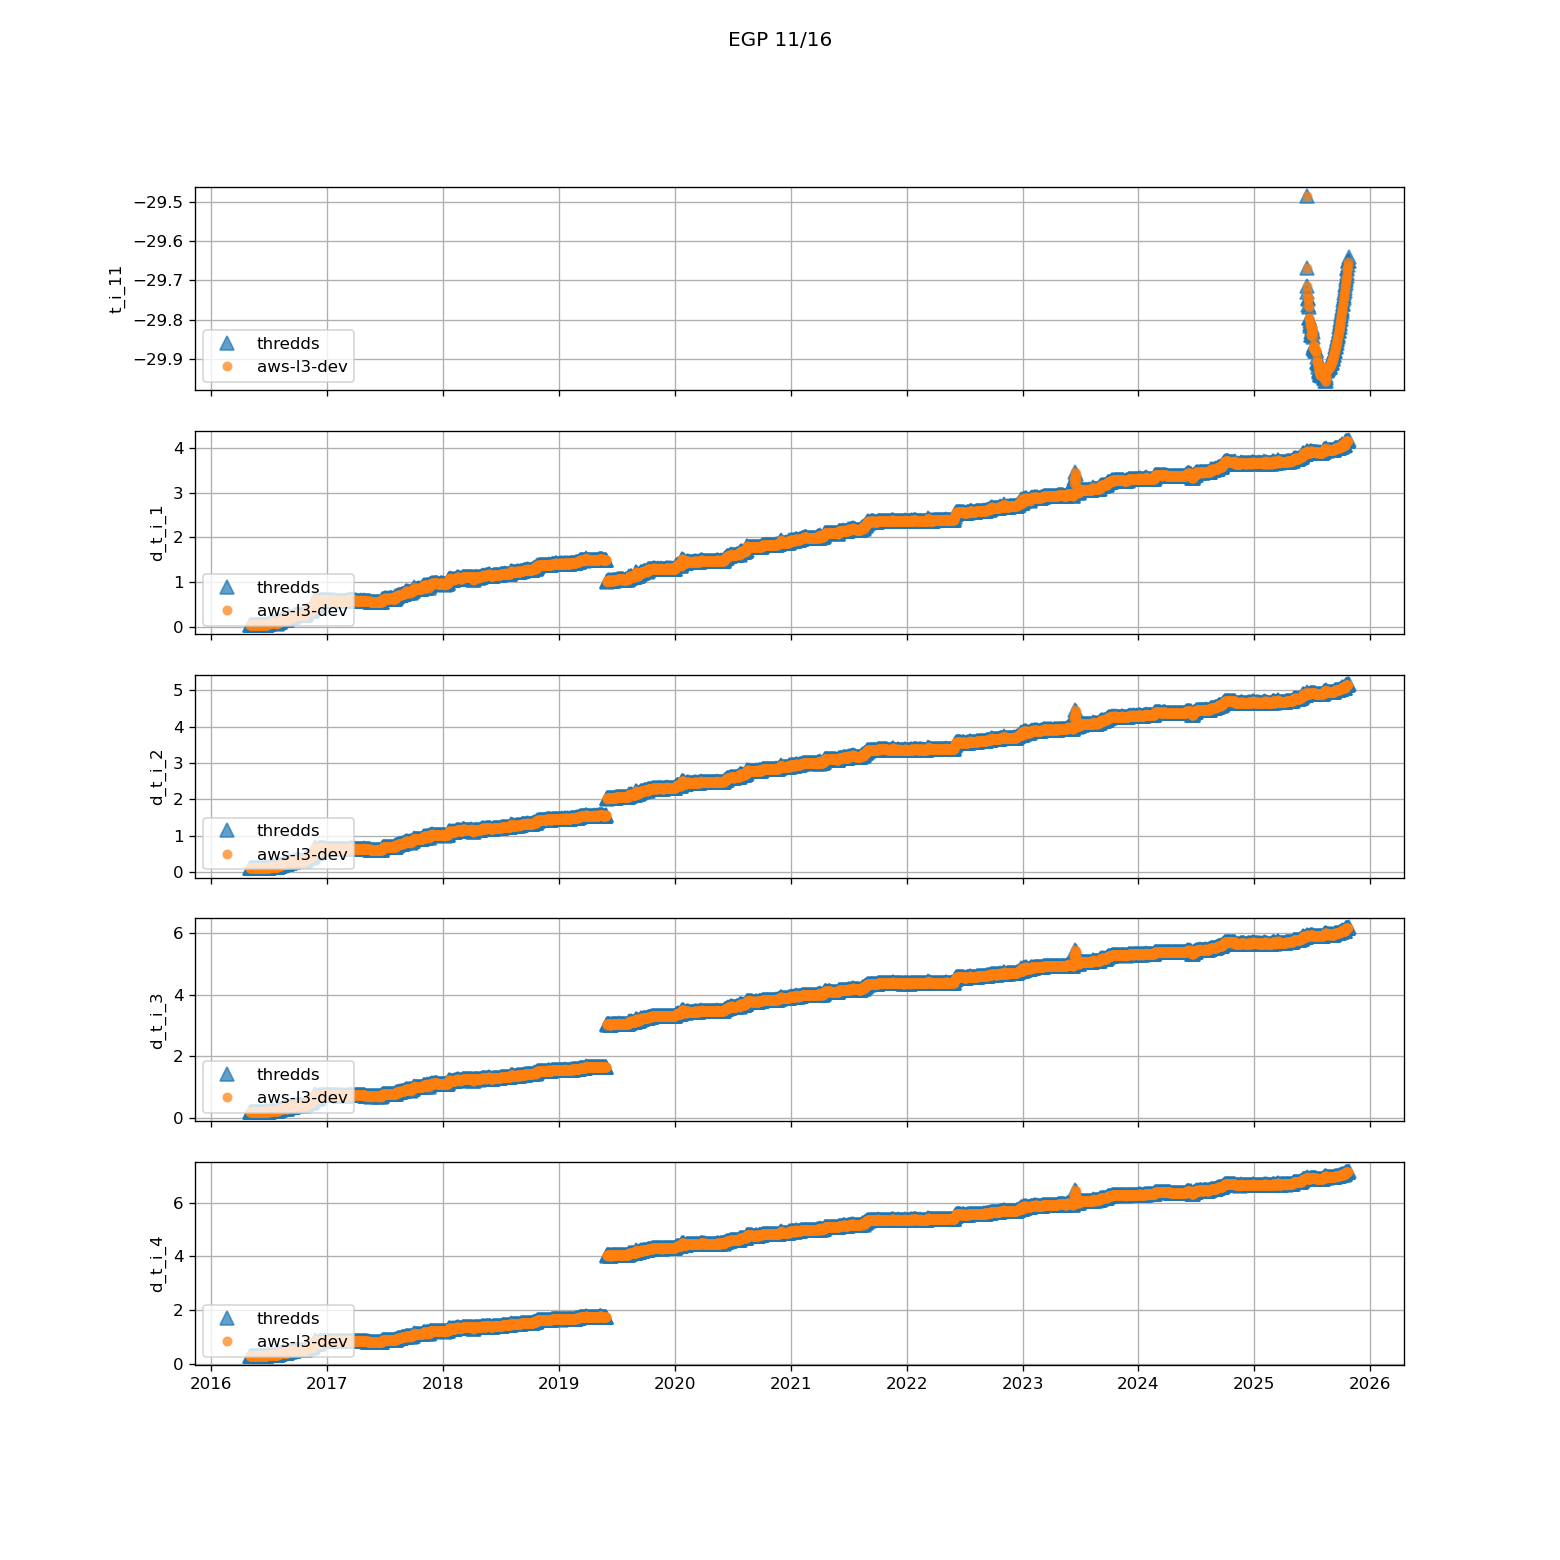 EGP 11/16
−29.5
−29.6
−29.7
−29.8
−29.9
t_i_11
thredds
aws-l3-dev
4
3
2
1
0
d_t_i_1
thredds
aws-l3-dev
5
4
3
2
1
0
d_t_i_2
thredds
aws-l3-dev
6
4
2
0
d_t_i_3
thredds
aws-l3-dev
6
4
2
0
d_t_i_4
thredds
aws-l3-dev
2016 2017 2018 2019 2020 2021 2022 2023 2024 2025 2026